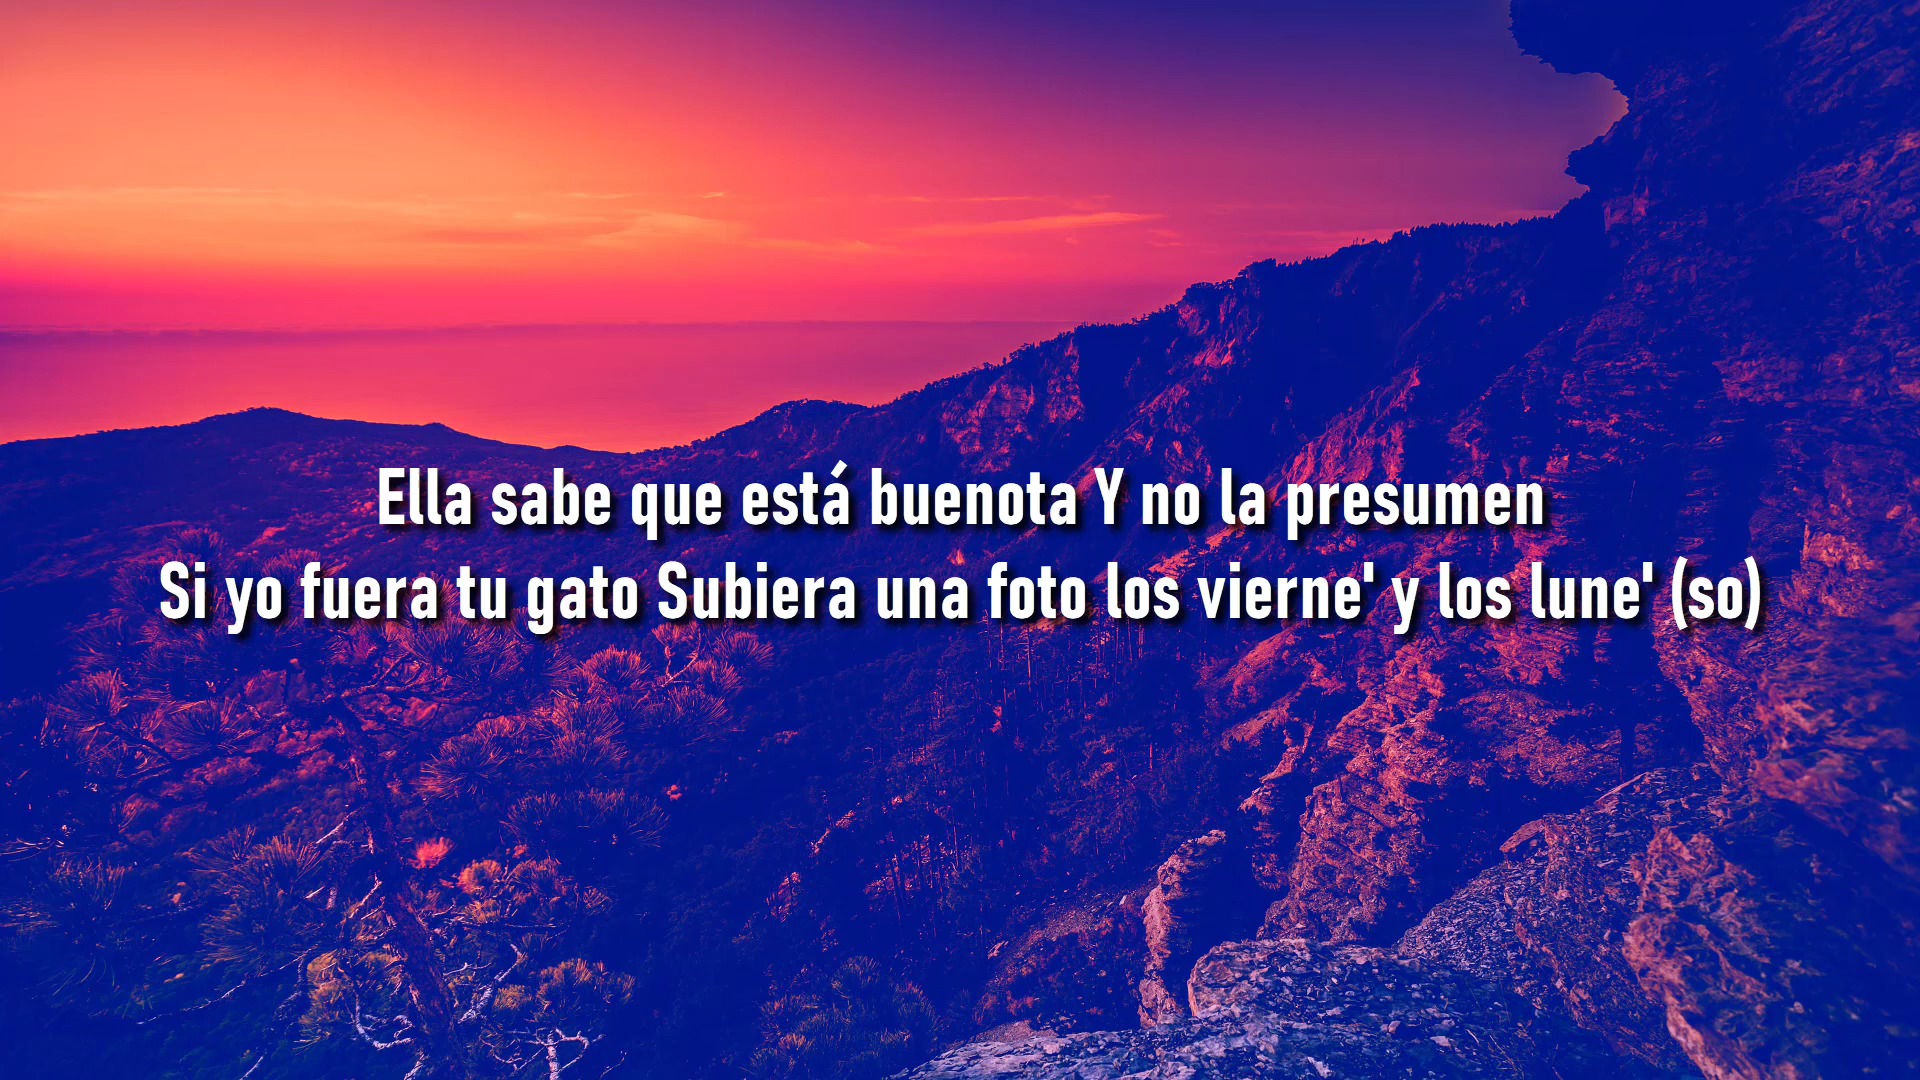 Ella sabe que está buenota Y no la presumen
Si yo fuera tu gato Subiera una foto los vierne' y los lune' (so)